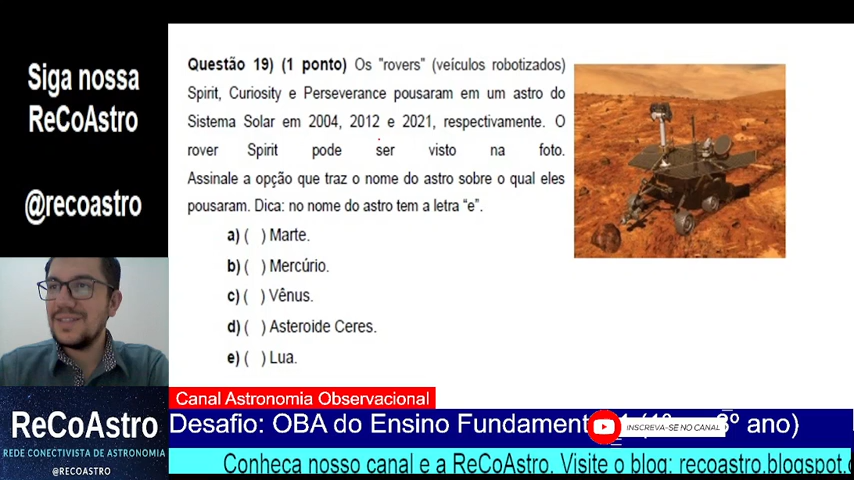 Siga nossa
ReCoAstro
@recoastro
Questão 19) (1 ponto) Os "rovers" (veículos robotizados)
Spirit, Curiosity e Perseverance pousaram em um astro do
Sistema Solar em 2004, 2012 e 2021, respectivamente. O
rover Spirit pode ser visto na foto.
Assinale a opção que traz o nome do astro sobre o qual eles
pousaram. Dica: no nome do astro tem a letra “e”.
a) ( ) Marte.
b) ( ) Mercúrio.
c) ( ) Vênus.
d) ( ) Asteroide Ceres.
e) ( ) Lua.
Canal Astronomia Observacional
ReCoAstro
REDE CONECTIVISTA DE ASTRONOMIA
@RECOASTRO
Desafio: OBA do Ensino Fundament ano)
INSCREVA-SE NO CANAL
Conheça nosso canal e a ReCoAstro. Visite o blog: recoastro.blogspot.